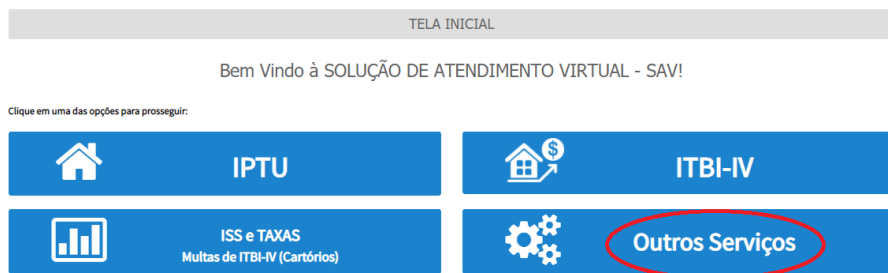 TELA INICIAL
Bem Vindo à SOLUÇÃO DE ATENDIMENTO VIRTUAL - SAV!
Clique em uma das opções para prosseguir:
IPTU
$
ITBI-IV
ISS e TAXAS
Multas de ITBI-IV (Cartórios)
Outros Serviços